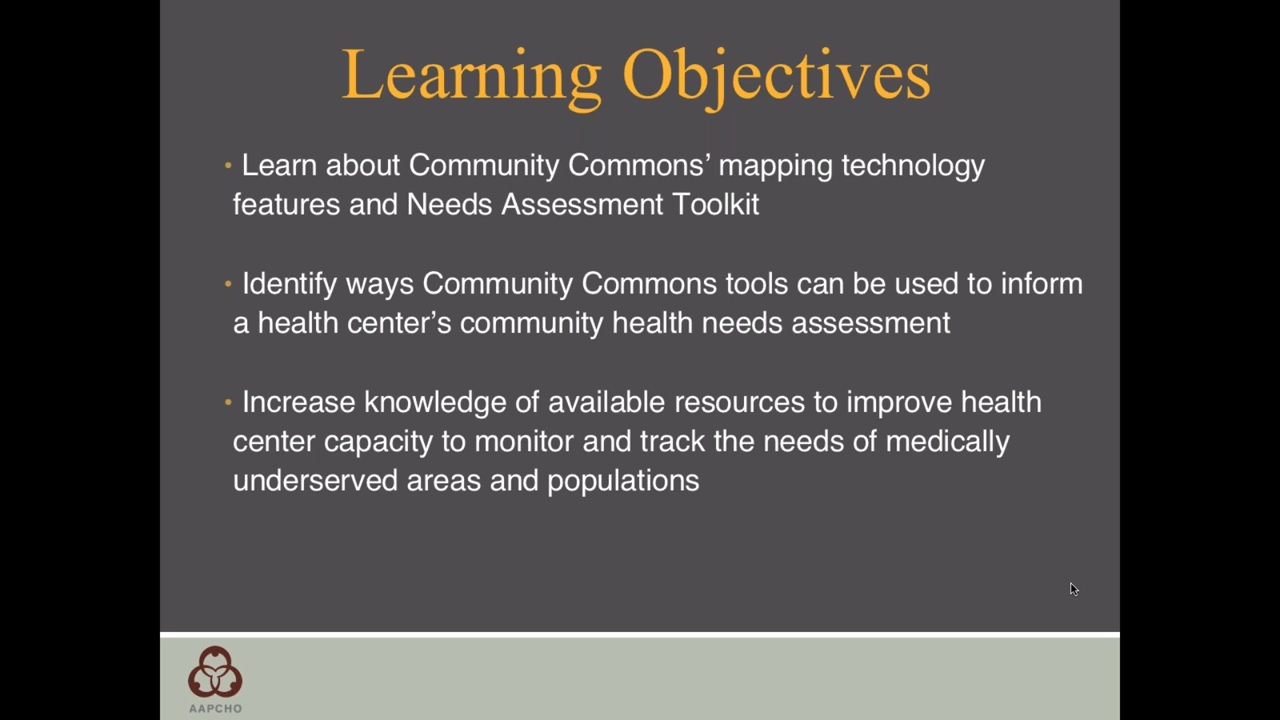 Learning Objectives
• Learn about Community Commons’ mapping technology
features and Needs Assessment Toolkit
• Identify ways Community Commons tools can be used to inform
a health center’s community health needs assessment
• Increase knowledge of available resources to improve health
center capacity to monitor and track the needs of medically
underserved areas and populations
AAPCHO